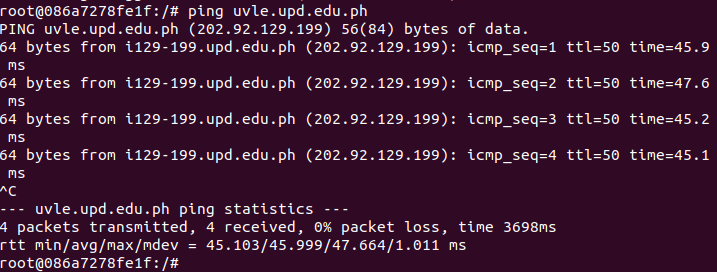 root@086a7278fe1f:/# ping uvle.upd.edu.ph
PING uvle.upd.edu.ph (202.92.129.199) 56(84) bytes of data.
64 bytes from i129-199.upd.edu.ph (202.92.129.199): icmp_seq=1 ttl=50 time=45.9
 ms
64 bytes from i129-199.upd.edu.ph (202.92.129.199): icmp_seq=2 ttl=50 time=47.6
 ms
64 bytes from i129-199.upd.edu.ph (202.92.129.199): icmp_seq=3 ttl=50 time=45.2
 ms
64 bytes from i129-199.upd.edu.ph (202.92.129.199): icmp_seq=4 ttl=50 time=45.1
 ms
^C
--- uvle.upd.edu.ph ping statistics ---
4 packets transmitted, 4 received, 0% packet loss, time 3698ms
rtt min/avg/max/mdev = 45.103/45.999/47.664/1.011 ms
root@086a7278fe1f:/#